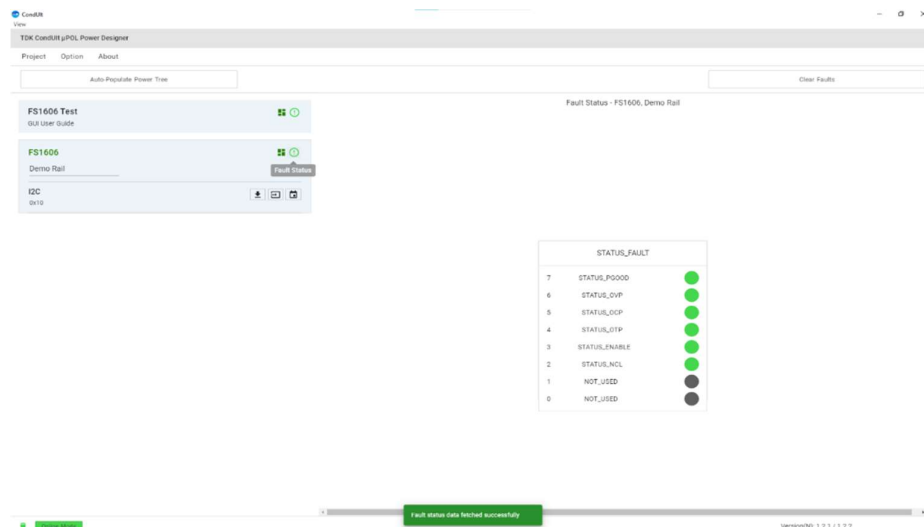 CondUIt
View
TDK CondUIt µPOL Power Designer
Project Option About
Auto-Populate Power Tree
Clear Faults
FS1606 Test
GUI User Guide
Fault Status - FS1606, Demo Rail
FS1606
Demo Rail
Fault Status
I2C
0x10
STATUS_FAULT
7 STATUS_PGOOD
6 STATUS_OVP
5 STATUS_OCP
4 STATUS_OTP
3 STATUS_ENABLE
2 STATUS_NCL
1 NOT_USED
0 NOT_USED
Fault status data fetched successfully